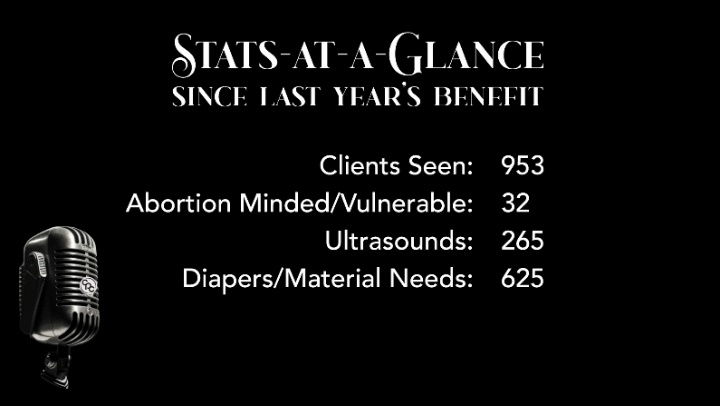 STATS-AT-A-GLANCE
SINCE LAST YEAR'S BENEFIT
Clients Seen: 953
Abortion Minded/Vulnerable: 32
Ultrasounds: 265
Diapers/Material Needs: 625